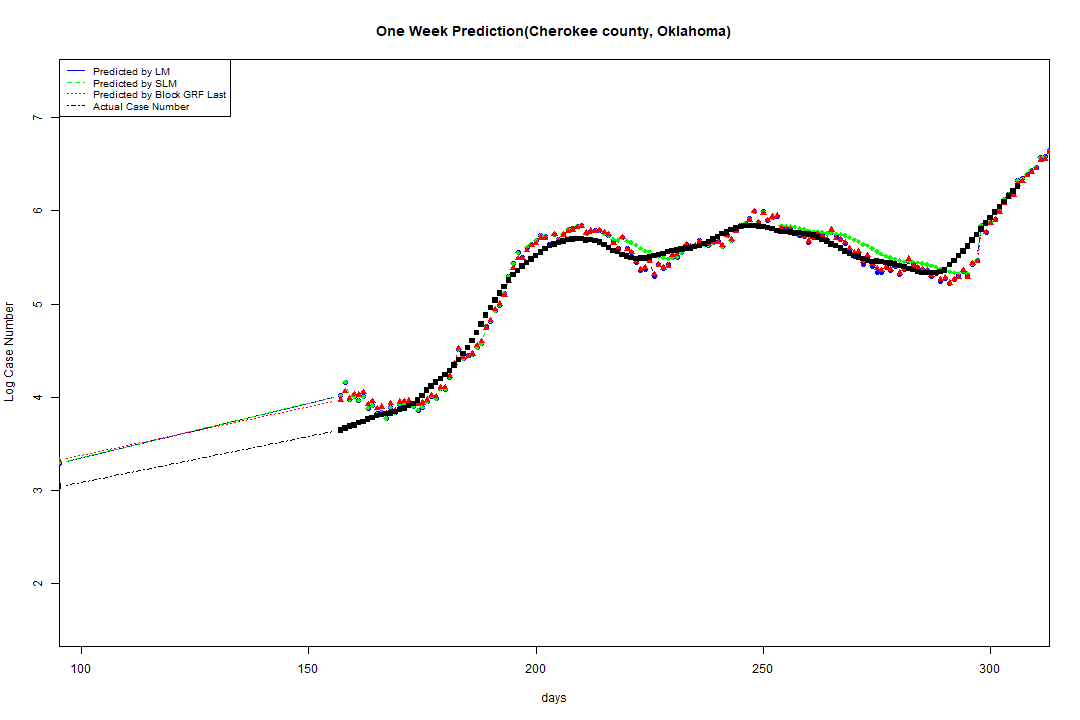 One Week Prediction(Cherokee county, Oklahoma)
Predicted by LM
Predicted by SLM
Predicted by Block GRF Last
Actual Case Number
7
6
5
4
3
2
Log Case Number
100 150 200 250 300
days